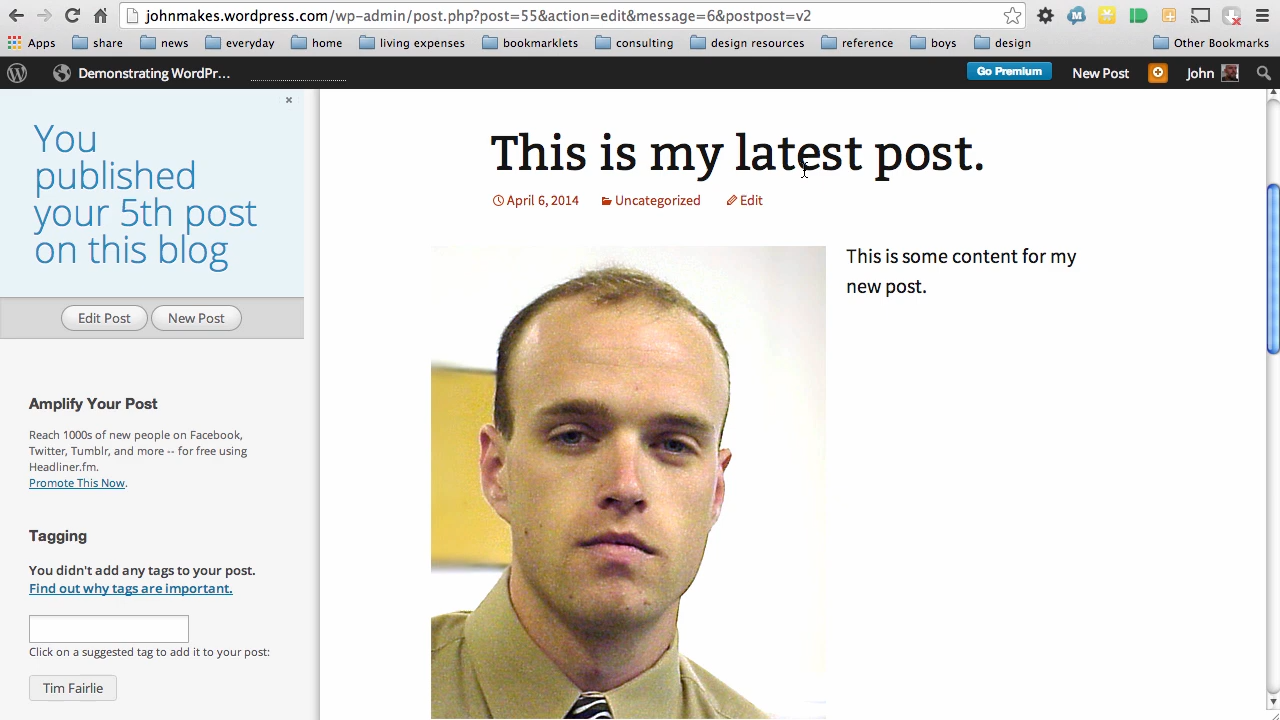 johnmakes.wordpress.com/wp-admin/post.php?post=55&action=edit&message=6&postpost=v2
Apps share news everyday home living expenses bookmarklets consulting design resources reference boys design Other Bookmarks
Demonstrating WordPr... Go Premium New Post John
You
published
your 5th post
on this blog
Edit Post New Post
Amplify Your Post
Reach 1000s of new people on Facebook,
Twitter, Tumblr, and more -- for free using
Headliner.fm.
Promote This Now.
Tagging
You didn't add any tags to your post.
Find out why tags are important.
Click on a suggested tag to add it to your post:
Tim Fairlie
This is my latest post.
April 6, 2014 Uncategorized Edit
This is some content for my
new post.